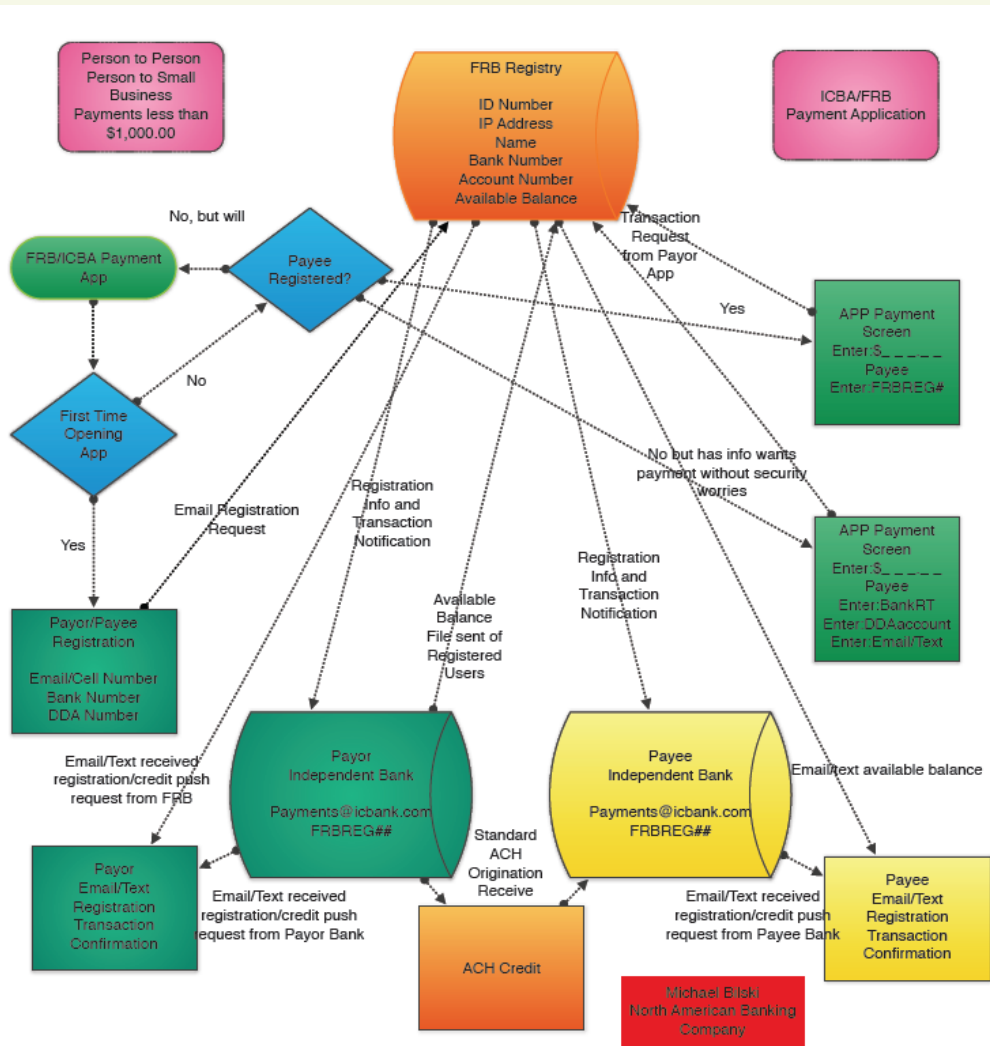 Person to Person
Person to Small
Business
Payments less than
$1,000.00
FRB Registry
ID Number
IP Address
Name
Bank Number
Account Number
Available Balance
ICBA/FRB
Payment Application
No, but will
FRB/ICBA Payment
App
Payee
Registered?
Transaction
Request
from Payor
App
Yes
APP Payment
Screen
Enter:$_ _ _._ _
Payee
Enter:FRBREG#
No
First Time
Opening
App
No but has info wants
payment without security
worries
Email Registration
Request
Registration
Info and
Transaction
Notification
Yes
APP Payment
Screen
Enter:$_ _ _._ _
Payee
Enter:BankRT
Enter:DDAaccount
Enter:Email/Text
Registration
Info and
Transaction
Notification
Available
Balance
File sent of
Registered
Users
Payor/Payee
Registration
Email/Cell Number
Bank Number
DDA Number
Email/Text received
registration/credit push
request from FRB
Payor
Independent Bank
Payments@icbank.com
FRBREG##
Payee
Independent Bank
Payments@icbank.com
FRBREG##
Email/text available balance
Standard
ACH
Origination
Receive
Payor
Email/Text
Registration
Transaction
Confirmation
Email/Text received
registration/credit push
request from Payor Bank
ACH Credit
Email/Text received
registration/credit push
request from Payee Bank
Payee
Email/Text
Registration
Transaction
Confirmation
Michael Bilski
North American Banking
Company